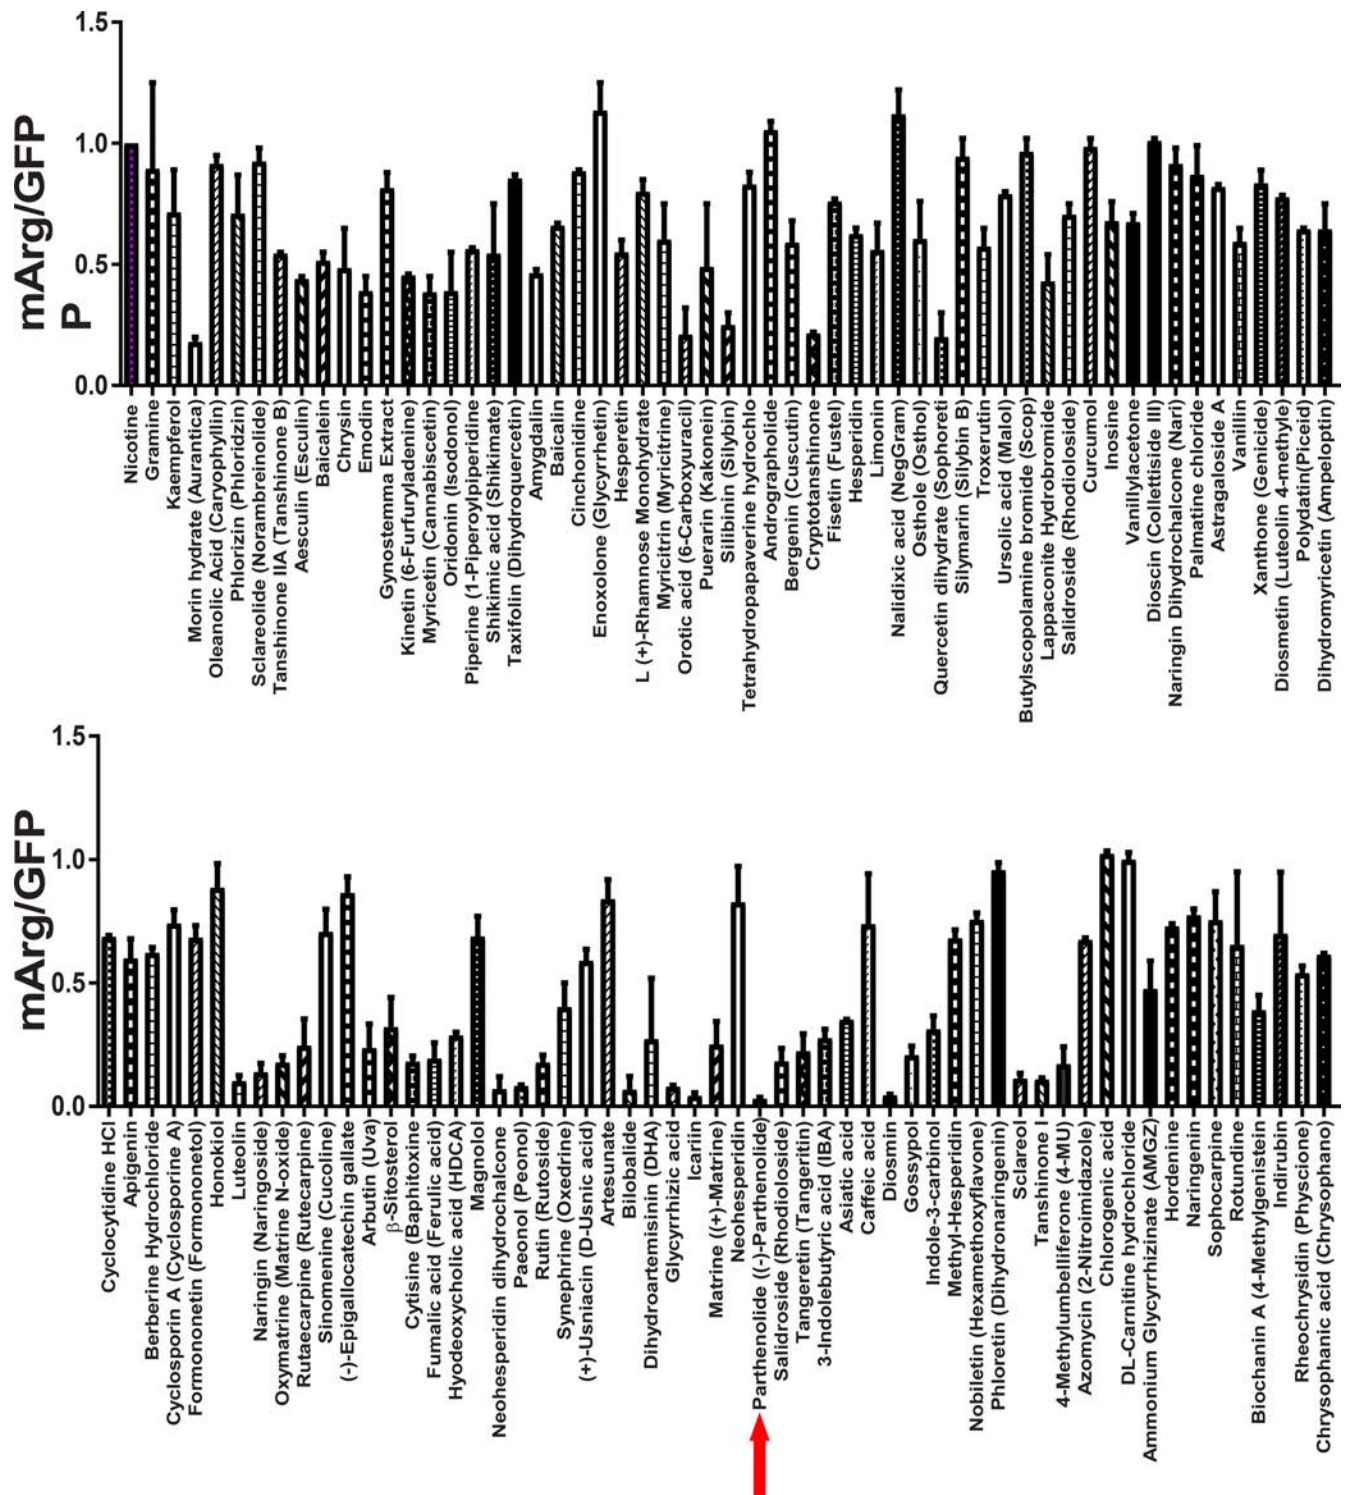 mArg/GFP
P
1.5
1.0
0.5
0.0
Nicotine
Gramine
Kaempferol
Morin hydrate (Aurantica)
Oleanolic Acid (Caryophyllin)
Phlorizin (Phloridzin)
Sclareolide (Norambreinolide)
Tanshinone IIA (Tanshinone B)
Aesculin (Esculin)
Baicalein
Chrysin
Emodin
Gynostemma Extract
Kinetin (6-Furfuryladenine)
Myricetin (Cannabiscetin)
Oridonin (Isodonol)
Piperine (1-Piperoylpiperidine
Shikimic acid (Shikimate)
Taxifolin (Dihydroquercetin)
Amygdalin
Baicalin
Cinchonidine
Enoxolone (Glycyrrhetin)
Hesperetin
L (+)-Rhamnose Monohydrate
Myricitrin (Myricitrine)
Orotic acid (6-Carboxyuracil)
Puerarin (Kakonein)
Silibinin (Silybin)
Tetrahydropapaverine hydrochlo
Andrographolide
Bergenin (Cuscutin)
Cryptotanshinone
Fisetin (Fustel)
Hesperidin
Limonin
Nalidixic acid (NegGram)
Osthole (Osthol)
Quercetin dihydrate (Sophoreti
Silymarin (Silybin B)
Troxerutin
Ursolic acid (Malol)
Butylscopolamine bromide (Scop)
Lappaconite Hydrobromide
Salidroside (Rhodioloside)
Curcumol
Inosine
Vanillylacetone
Dioscin (Collettiside III)
Naringin Dihydrochalcone (Nari)
Palmatine chloride
Astragaloside A
Vanillin
Xanthone (Genicide)
Diosmetin (Luteolin 4-methyle)
Polydatin(Piceid)
Dihydromyricetin (Ampeloptin)
mArg/GFP
1.5
1.0
0.5
0.0
Cyclocytidine HCl
Apigenin
Berberine Hydrochloride
Cyclosporin A (Cyclosporine A)
Formononetin (Formononetol)
Honokiol
Luteolin
Naringin (Naringoside)
Oxymatrine (Matrine N-oxide)
Rutaecarpine (Rutecarpine)
Sinomenine (Cucoline)
(-)-Epigallocatechin gallate
Arbutin (Uva)
β-Sitosterol
Cytisine (Baphitoxine)
Fumalic acid (Ferulic acid)
Hyodeoxycholic acid (HDCA)
Magnolol
Neohesperidin dihydrochalcone
Paeonol (Peonol)
Rutin (Rutoside)
Synephrine (Oxedrine)
(+)-Usniacin (D-Usnic acid)
Artesunate
Bilobalide
Dihydroartemisinin (DHA)
Glycyrrhizic acid
Icariin
Matrine ((+)-Matrine)
Neohesperidin
Parthenolide ((-)-Parthenolide)
Salidroside (Rhodioloside)
Tangeretin (Tangeritin)
3-Indolebutyric acid (IBA)
Asiatic acid
Caffeic acid
Diosmin
Gossypol
Indole-3-carbinol
Methyl-Hesperidin
Nobiletin (Hexamethoxyflavone)
Phloretin (Dihydronaringenin)
Sclareol
Tanshinone I
4-Methylumbelliferone (4-MU)
Azomycin (2-Nitroimidazole)
Chlorogenic acid
DL-Carnitine hydrochloride
Ammonium Glycyrrhizinate (AMGZ)
Hordenine
Naringenin
Sophocarpine
Rotundine
Biochanin A (4-Methylgenistein
Indirubin
Rheochrysidin (Physcione)
Chrysophanic acid (Chrysophano)